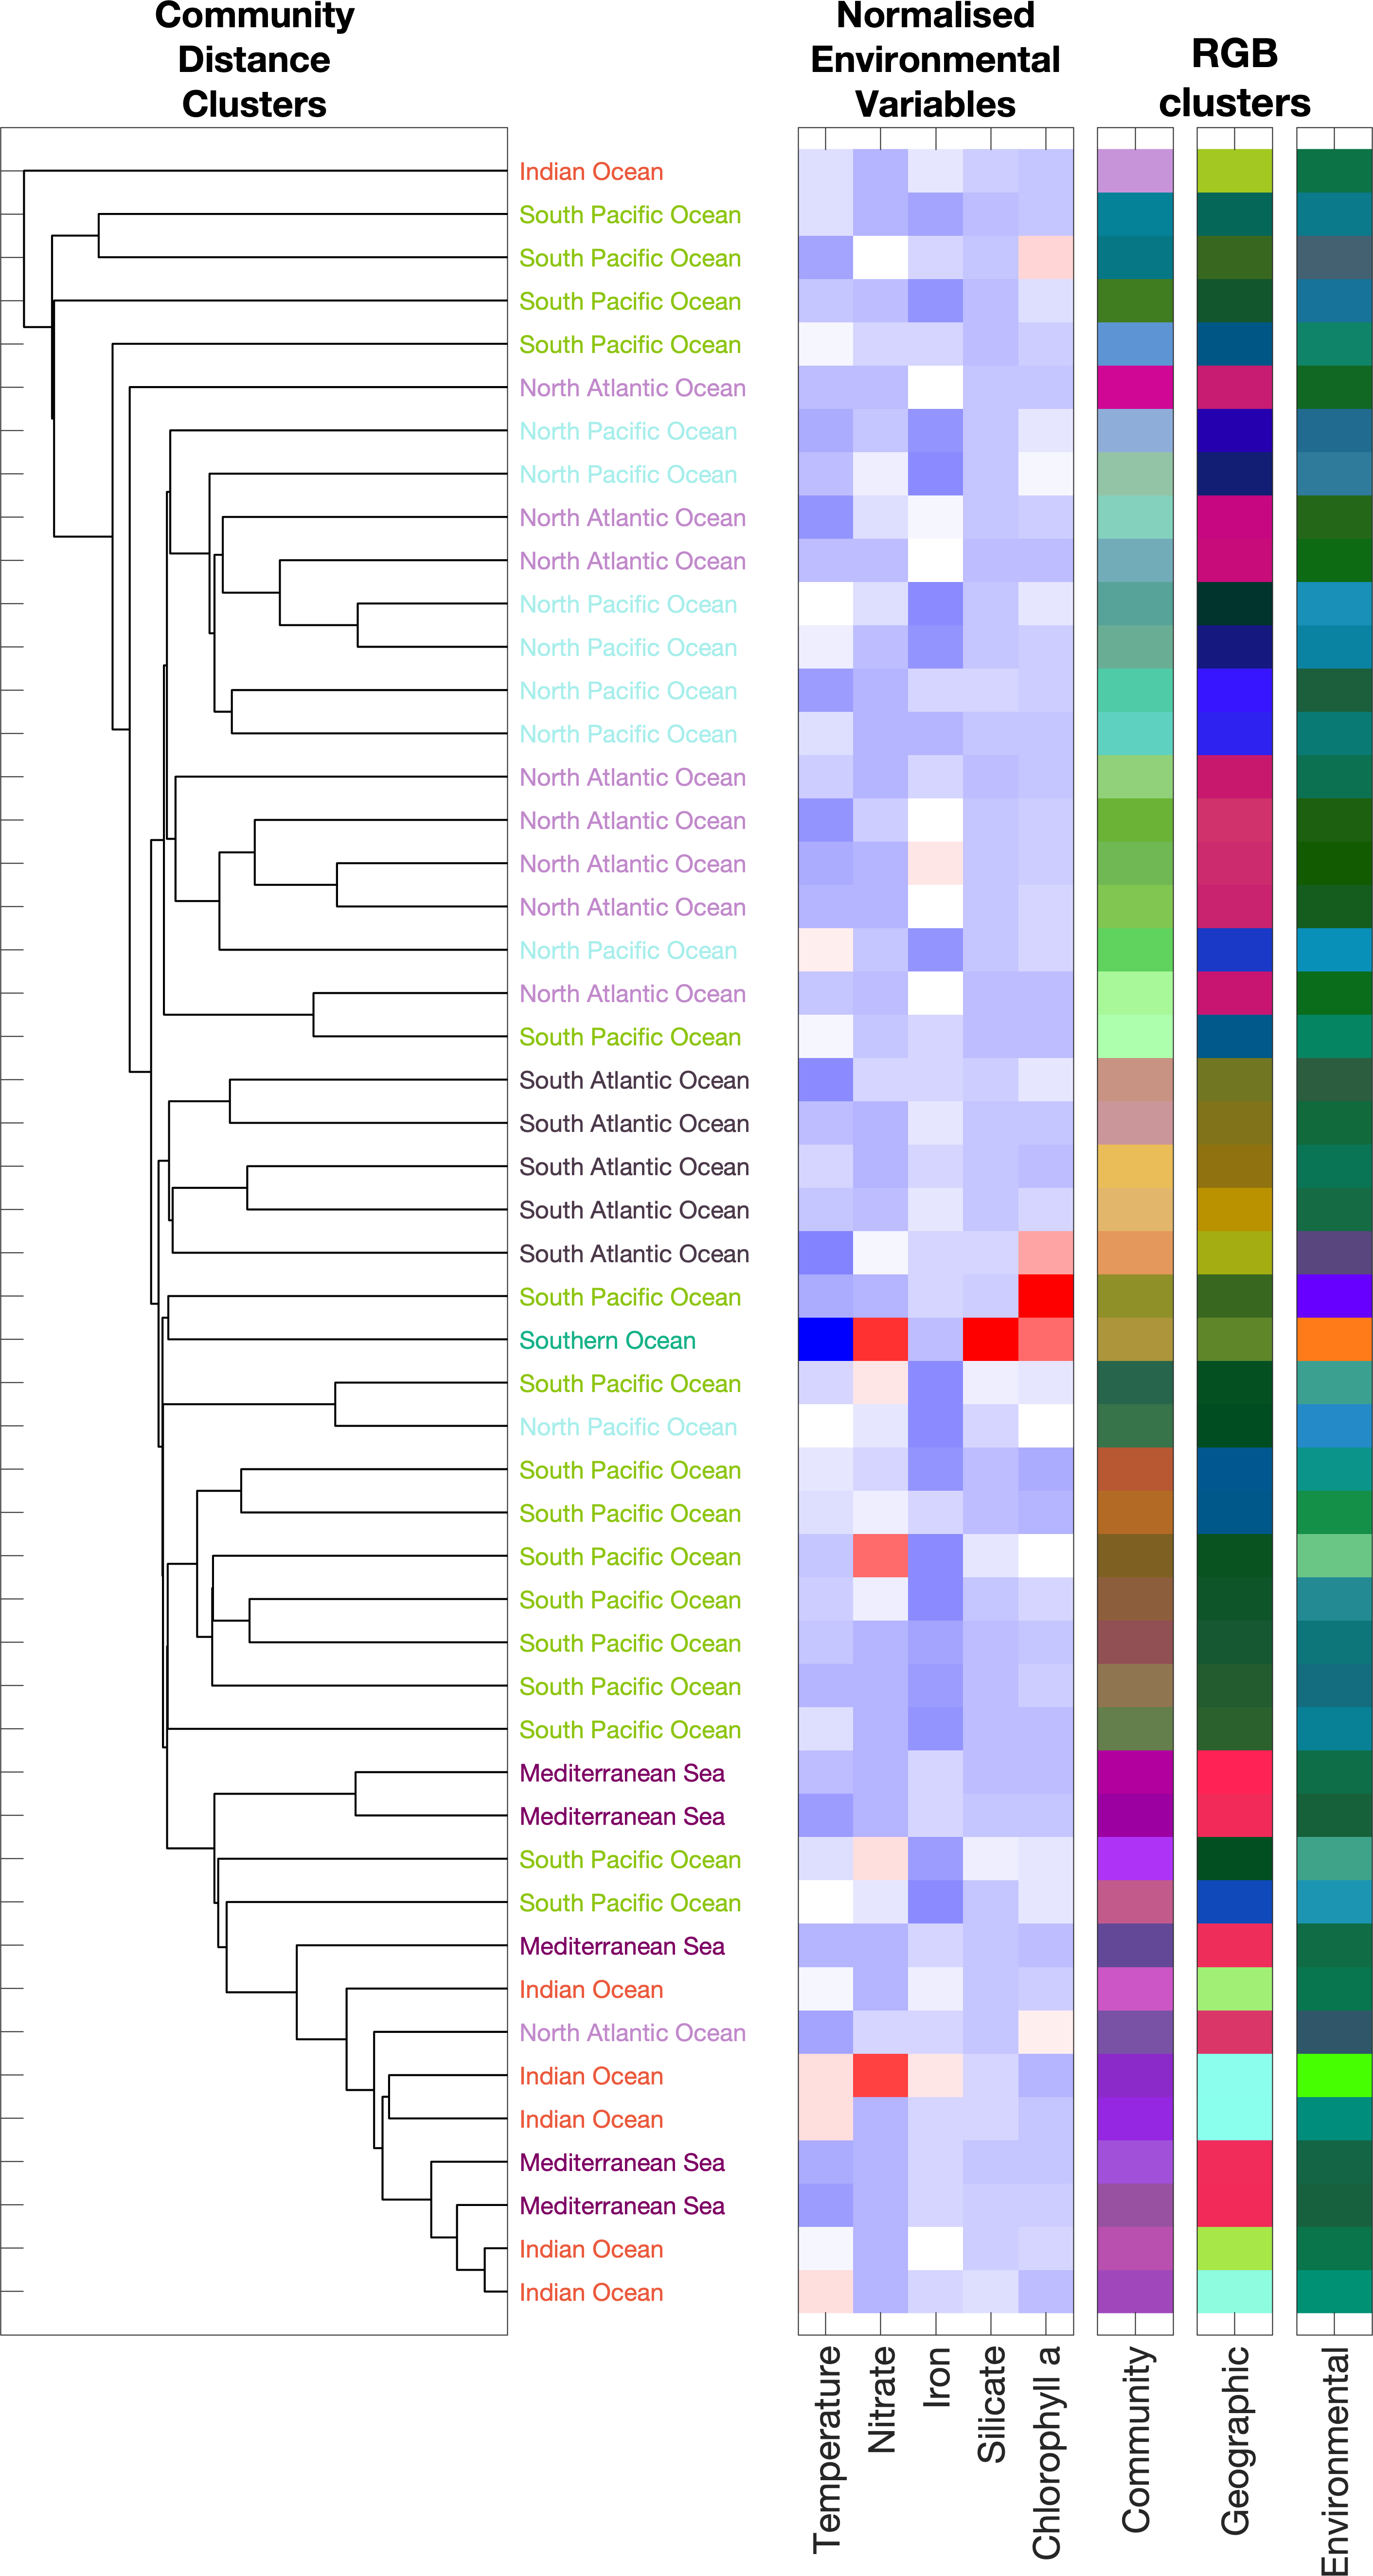 Community
Distance
Clusters
Normalised
Environmental
Variables
RGB
clusters
Indian Ocean
South Pacific Ocean
South Pacific Ocean
South Pacific Ocean
South Pacific Ocean
North Atlantic Ocean
North Pacific Ocean
North Pacific Ocean
North Atlantic Ocean
North Atlantic Ocean
North Pacific Ocean
North Pacific Ocean
North Pacific Ocean
North Pacific Ocean
North Atlantic Ocean
North Atlantic Ocean
North Atlantic Ocean
North Atlantic Ocean
North Pacific Ocean
North Atlantic Ocean
South Pacific Ocean
South Atlantic Ocean
South Atlantic Ocean
South Atlantic Ocean
South Atlantic Ocean
South Atlantic Ocean
South Pacific Ocean
Southern Ocean
South Pacific Ocean
North Pacific Ocean
South Pacific Ocean
South Pacific Ocean
South Pacific Ocean
South Pacific Ocean
South Pacific Ocean
South Pacific Ocean
South Pacific Ocean
Mediterranean Sea
Mediterranean Sea
South Pacific Ocean
South Pacific Ocean
Mediterranean Sea
Indian Ocean
North Atlantic Ocean
Indian Ocean
Indian Ocean
Mediterranean Sea
Mediterranean Sea
Indian Ocean
Indian Ocean
Temperature
Nitrate
Iron
Silicate
Chlorophyll a
Community
Geographic
Environmental